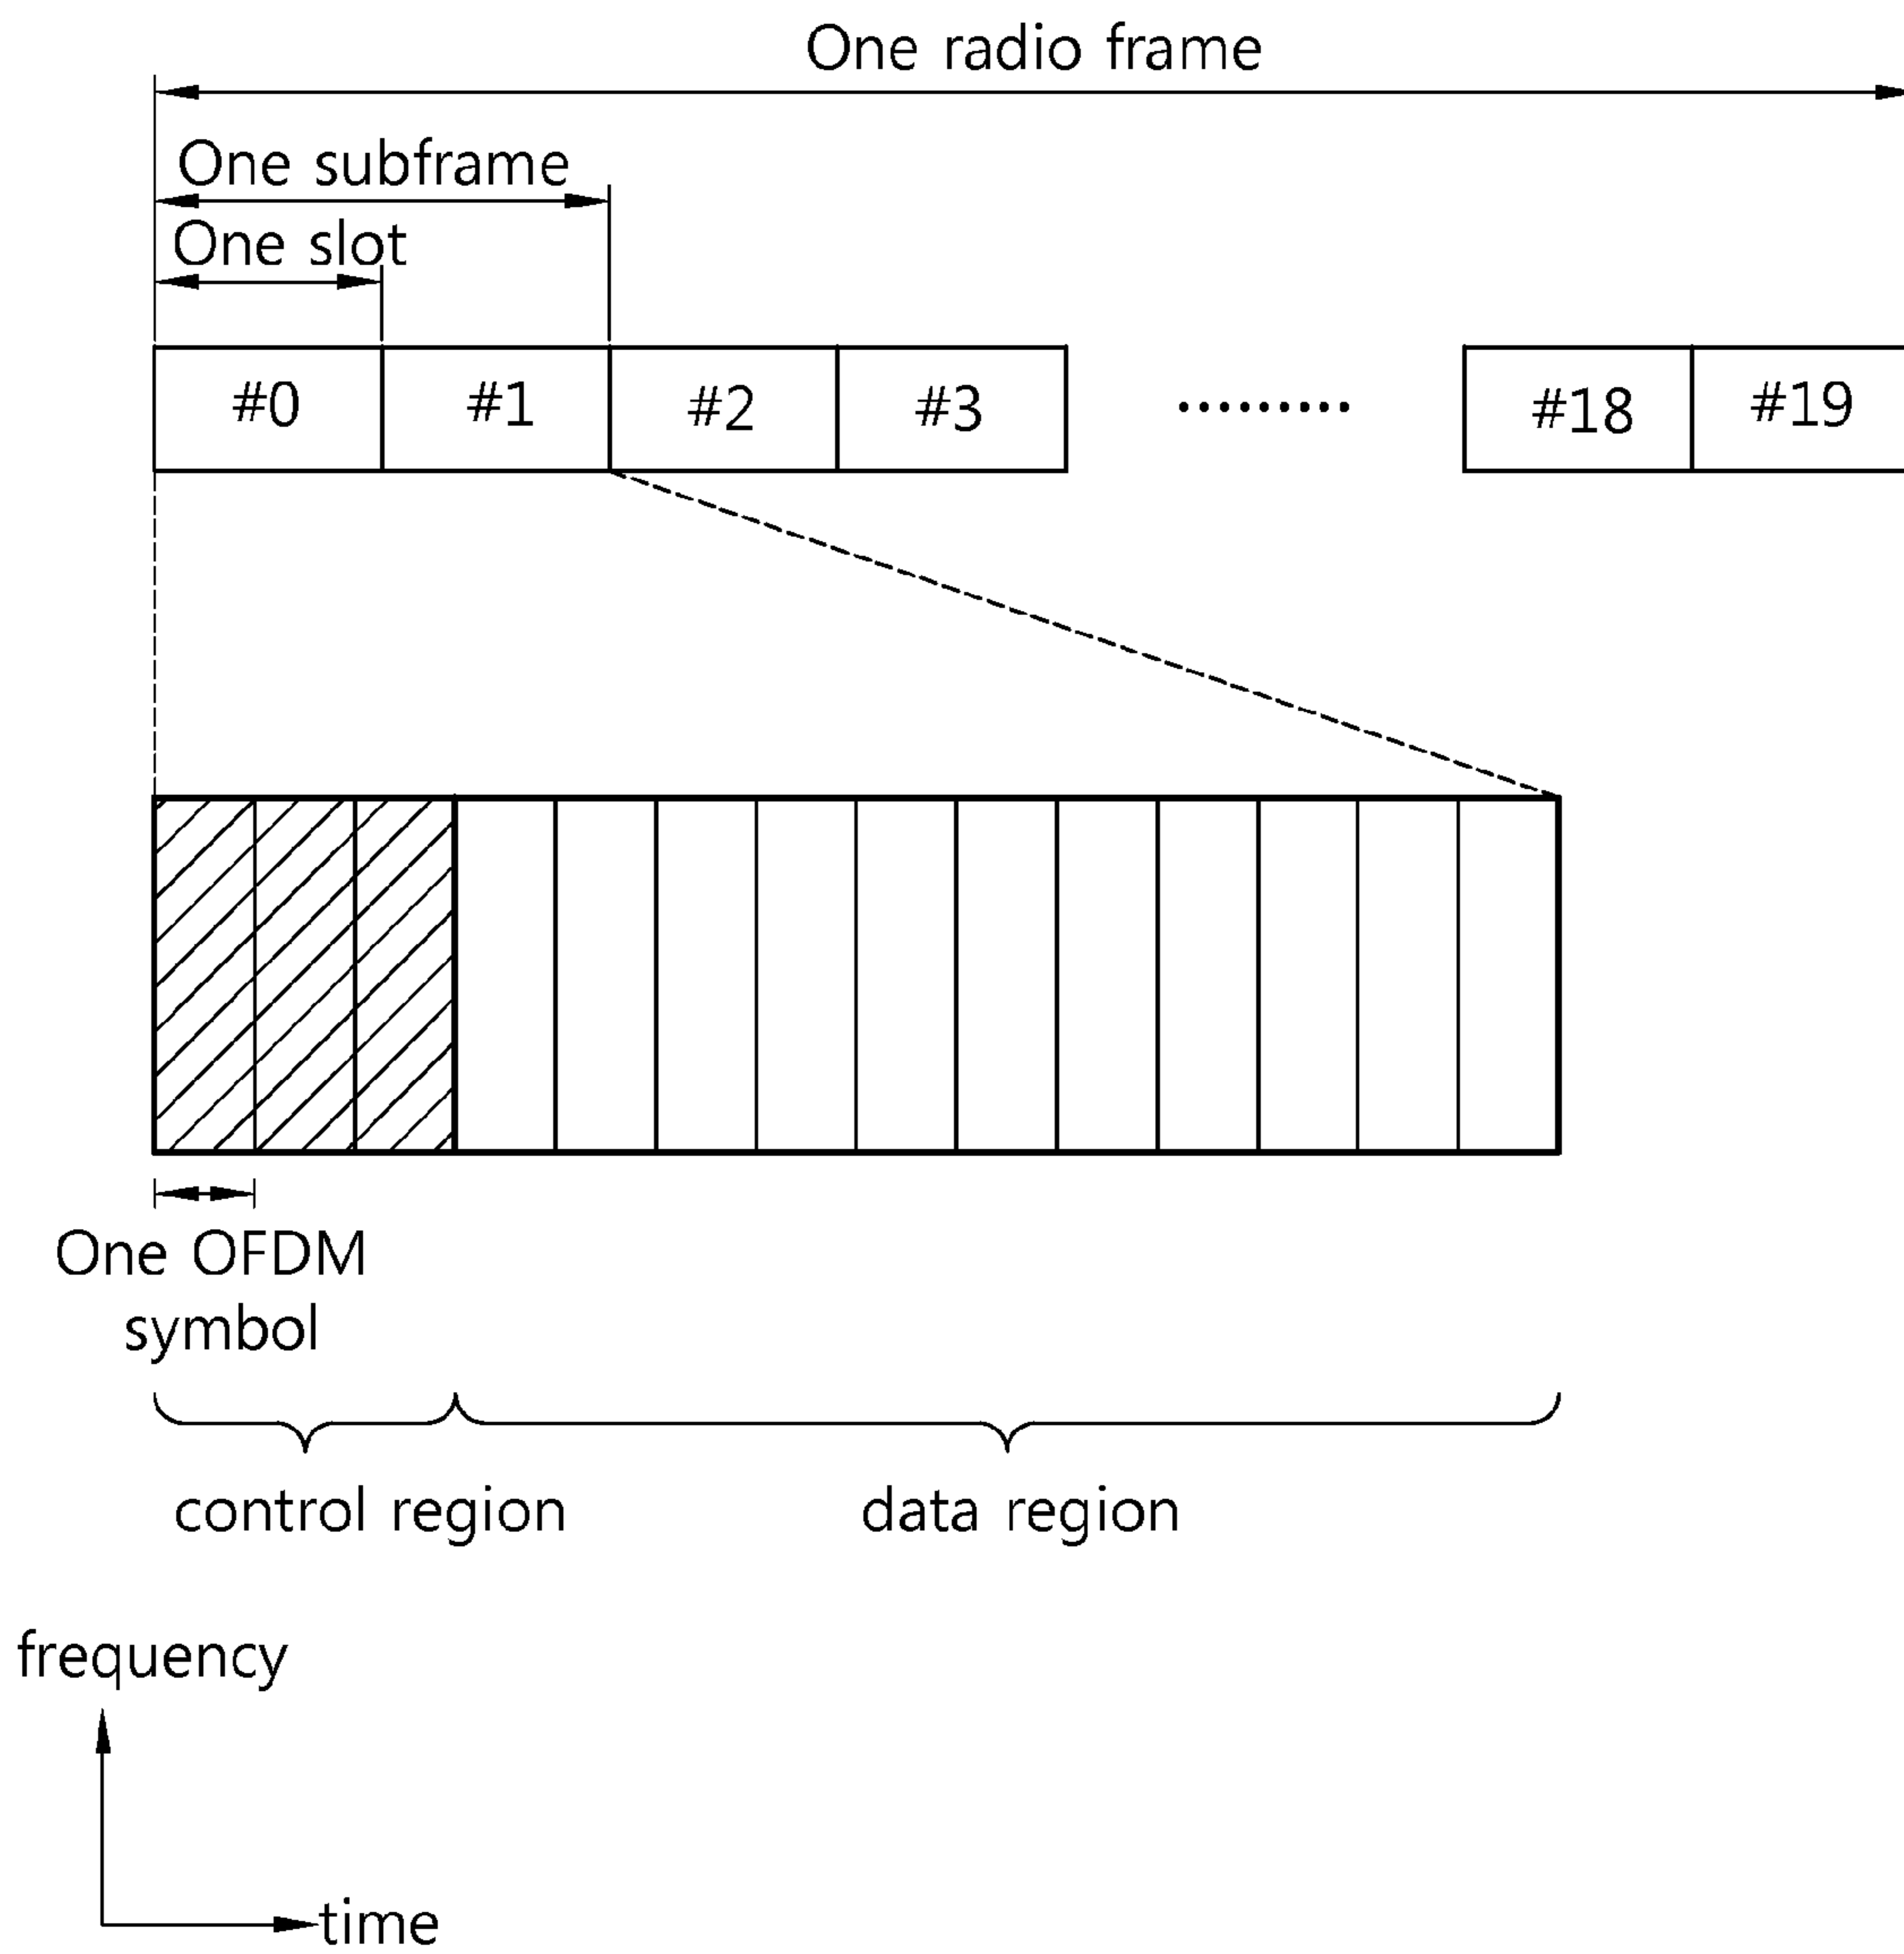 One radio frame
One subframe
One slot
#0 #1 #2 #3 ......... #18 #19
One OFDM
symbol
control region data region
frequency
time